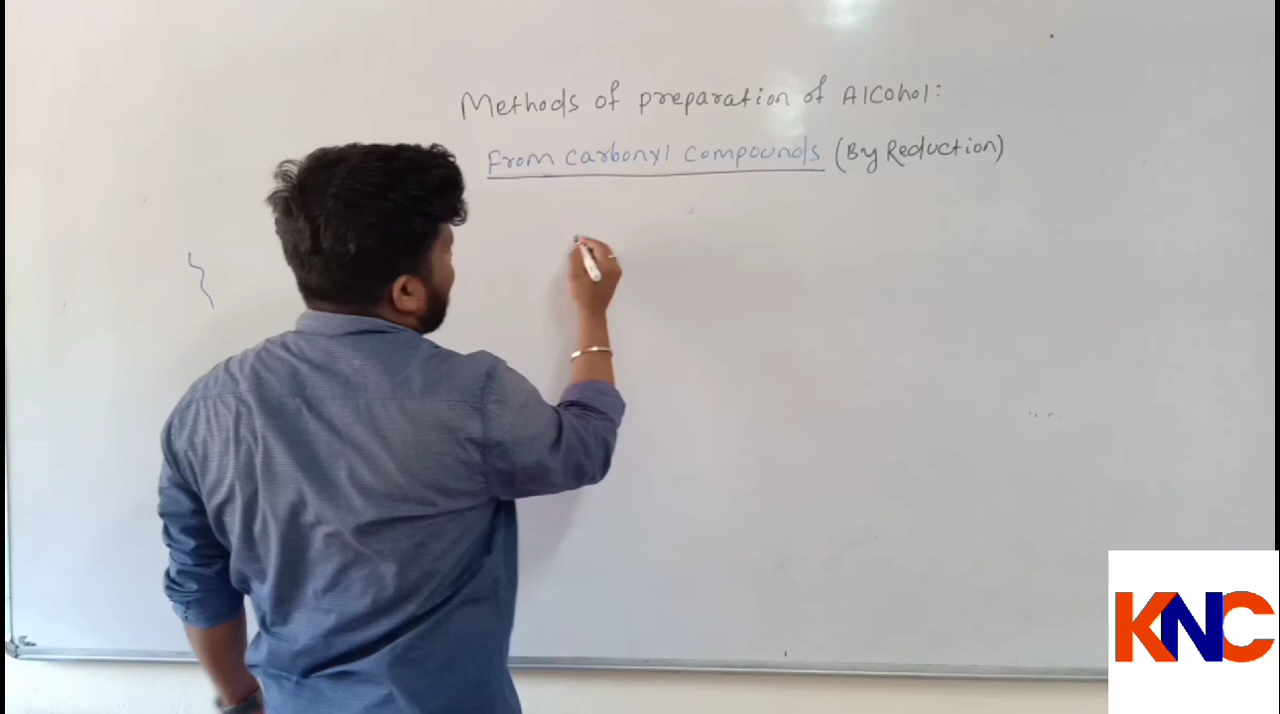 Methods of preparation of Alcohol:
From Carbonyl Compounds (By Reduction)
KNC